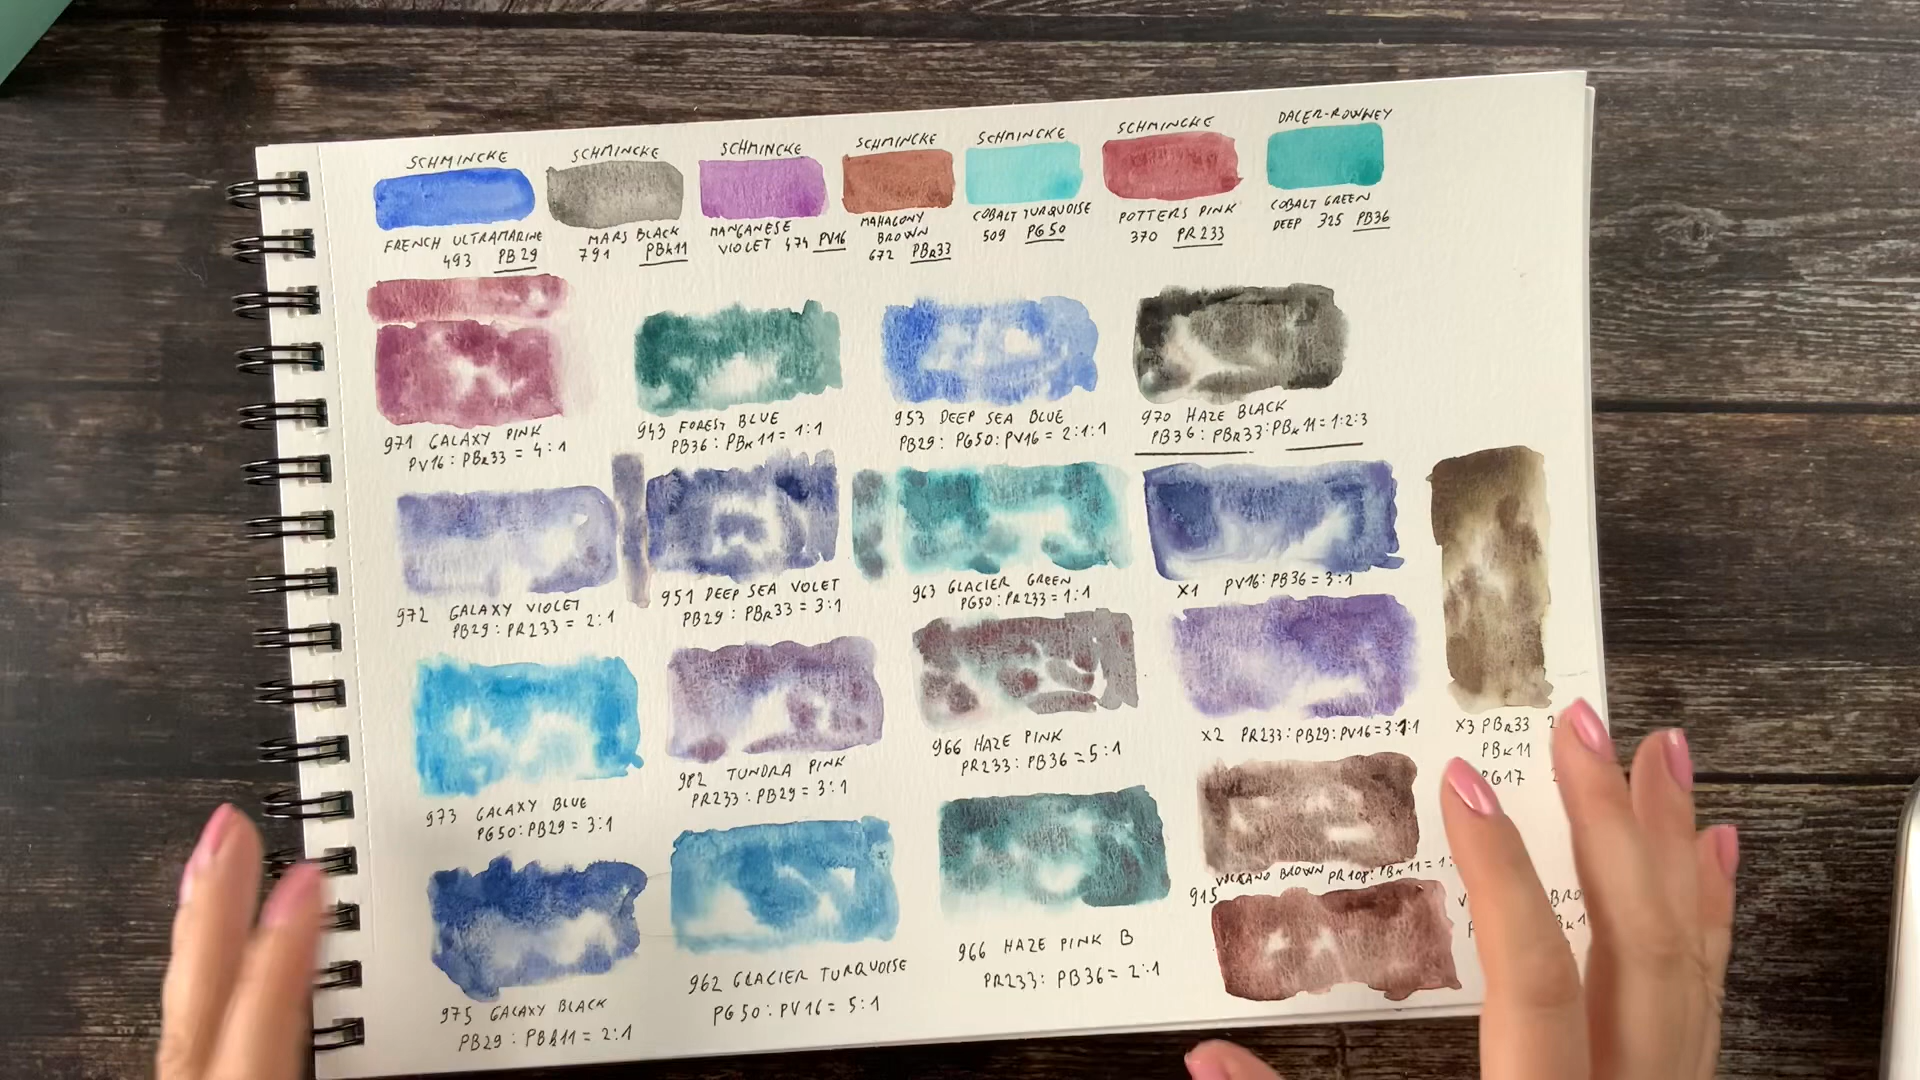 SCHMINCKE
FRENCH ULTRAMARINE
493 PB29
SCHMINCKE
MARS BLACK
791 PBk11
SCHMINCKE
MANGANESE
VIOLET 474 PV16
SCHMINCKE
MAHAGONY
BROWN
672 PBR33
SCHMINCKE
COBALT TURQUOISE
509 PG50
SCHMINCKE
POTTERS PINK
370 PR233
DALER-ROWNEY
COBALT GREEN
DEEP 325 PB36
971 GALAXY PINK
PV16: PBR33 = 4:1
943 FOREST BLUE
PB36: PBK11 = 1:1
953 DEEP SEA BLUE
PB29: PG50: PV16 = 2:1:1
970 HAZE BLACK
PB36: PBR33: PBK11 = 1:2:3
972 GALAXY VIOLET
PB29: PR233 = 2:1
951 DEEP SEA VOLET
PB29: PBR33 = 3:1
963 GLACIER GREEN
PG50: PR233 = 1:1
X1 PV16: PB36 = 3:1
973 GALAXY BLUE
PG50: PB29 = 3:1
982 TUNDRA PINK
PR233: PB29 = 3:1
966 HAZE PINK
PR233: PB36 = 5:1
X2 PR233: PB29: PV16 = 3:1:1
X3 PBR33 2
PBK11
PG17 2
975 GALAXY BLACK
PB29: PBk11 = 2:1
962 GLACIER TURQUOISE
PG50: PV16 = 5:1
966 HAZE PINK B
PR233: PB36 = 2:1
915 VOLKANO BROWN PR108: PBK11 = 1: